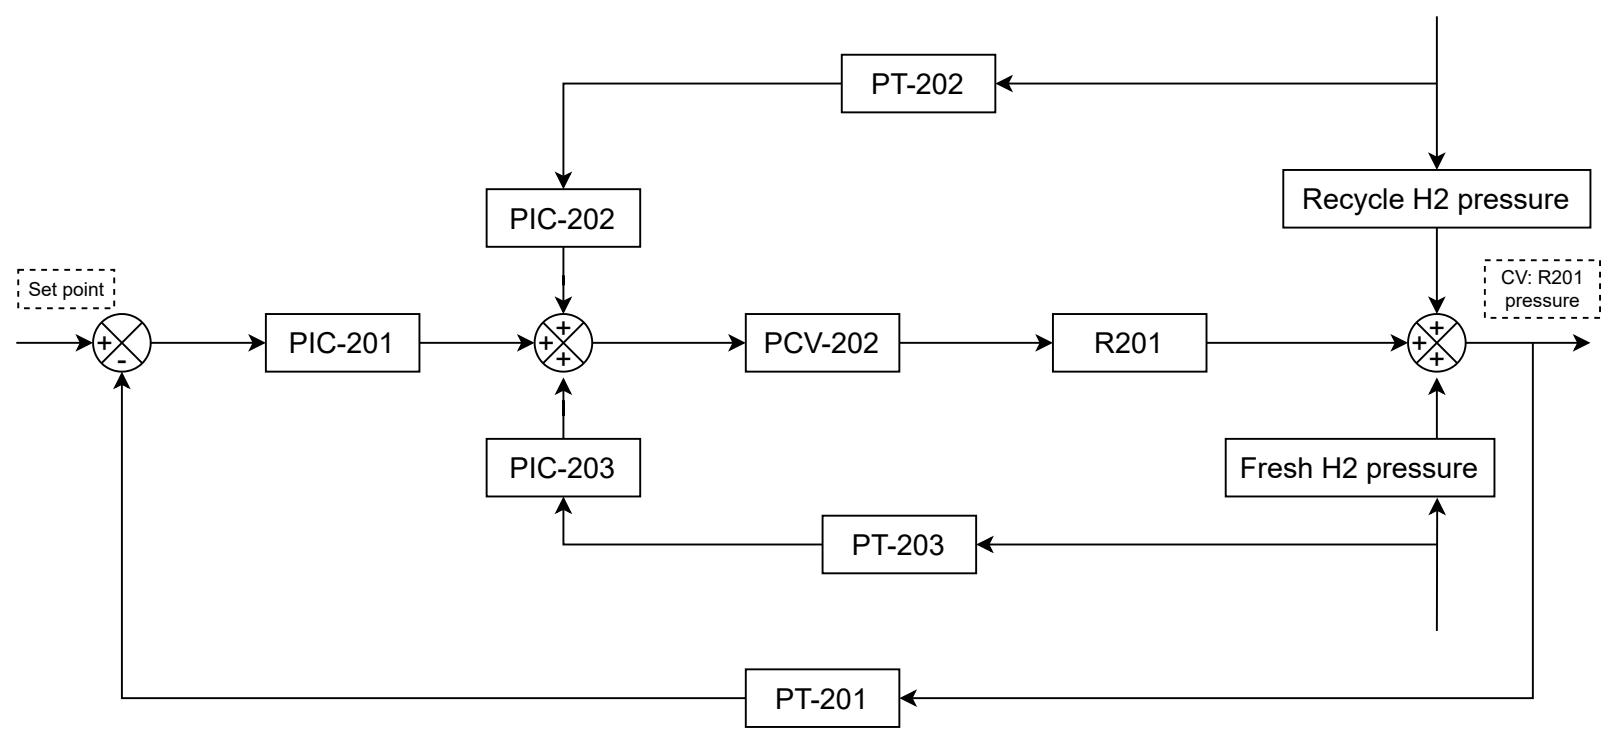 PT-202
PIC-202
Recycle H2 pressure
Set point
CV: R201
pressure
+
-
PIC-201
+
+
+
PCV-202
R201
+
+
+
PIC-203
Fresh H2 pressure
PT-203
PT-201